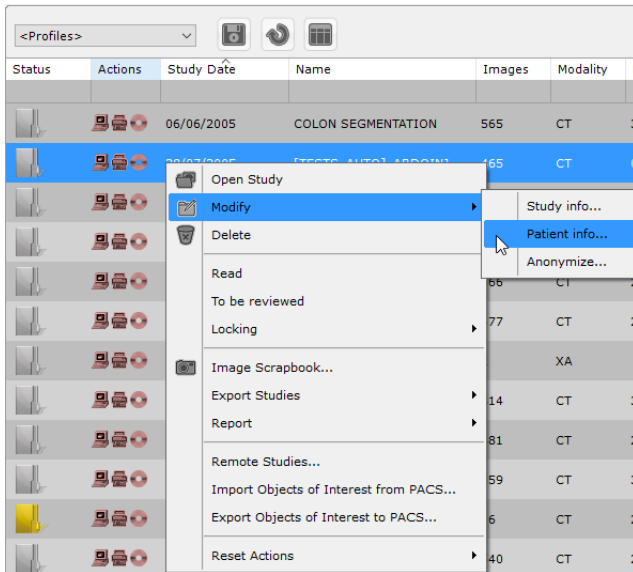 <Profiles>
Status Actions Study Date Name Images Modality
06/06/2005 COLON SEGMENTATION 565 CT
465 CT
Open Study
Modify
Delete
Read
To be reviewed
Locking
Image Scrapbook...
Export Studies
Report
Remote Studies...
Import Objects of Interest from PACS...
Export Objects of Interest to PACS...
Reset Actions
Study info...
Patient info...
Anonymize...
66 CT
77 CT
XA
14 CT
81 CT
59 CT
6 CT
40 CT